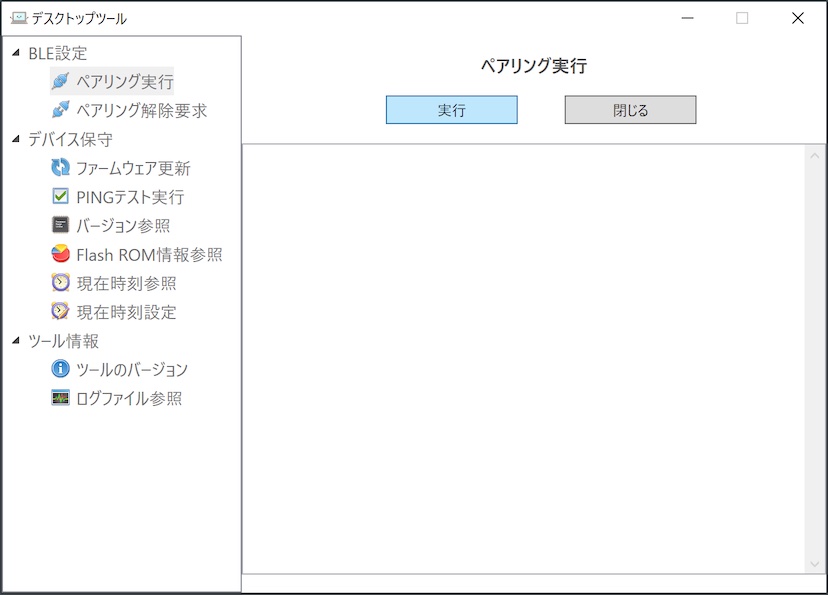 デスクトップツール
BLE設定
ペアリング実行
ペアリング解除要求
デバイス保守
ファームウェア更新
PINGテスト実行
バージョン参照
Flash ROM情報参照
現在時刻参照
現在時刻設定
ツール情報
ツールのバージョン
ログファイル参照
ペアリング実行
実行
閉じる